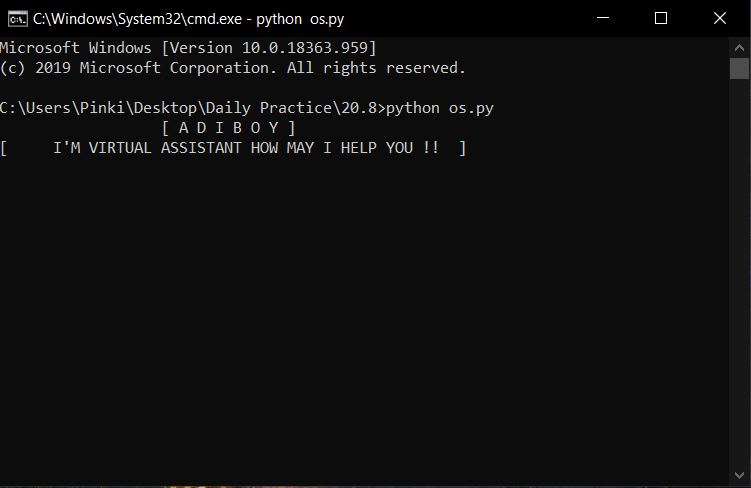 C:\Windows\System32\cmd.exe - python  os.py
Microsoft Windows [Version 10.0.18363.959]
(c) 2019 Microsoft Corporation. All rights reserved.
C:\Users\Pinki\Desktop\Daily Practice\20.8>python os.py
[ A D I B O Y ]
[     I'M VIRTUAL ASSISTANT HOW MAY I HELP YOU !!  ]